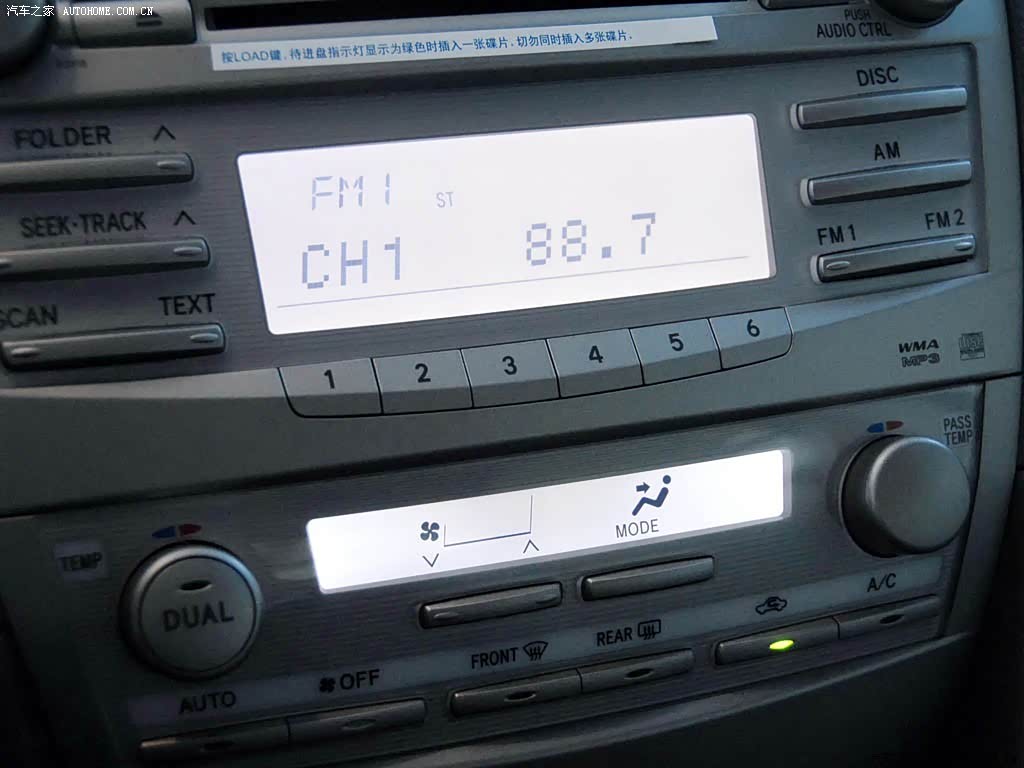 汽车之家 AUTOHOME.COM.CN
PUSH
AUDIO CTRL
按LOAD键,待进盘指示灯显示为绿色时插入一张碟片,切勿同时插入多张碟片.
DISC
FOLDER ∧
AM
FM1 ST
SEEK·TRACK ∧
FM1 FM2
CH1 88.7
SCAN TEXT
1 2 3 4 5 6
WMA
MP3
PASS
TEMP
MODE
TEMP
DUAL
A/C
REAR
FRONT
OFF
AUTO